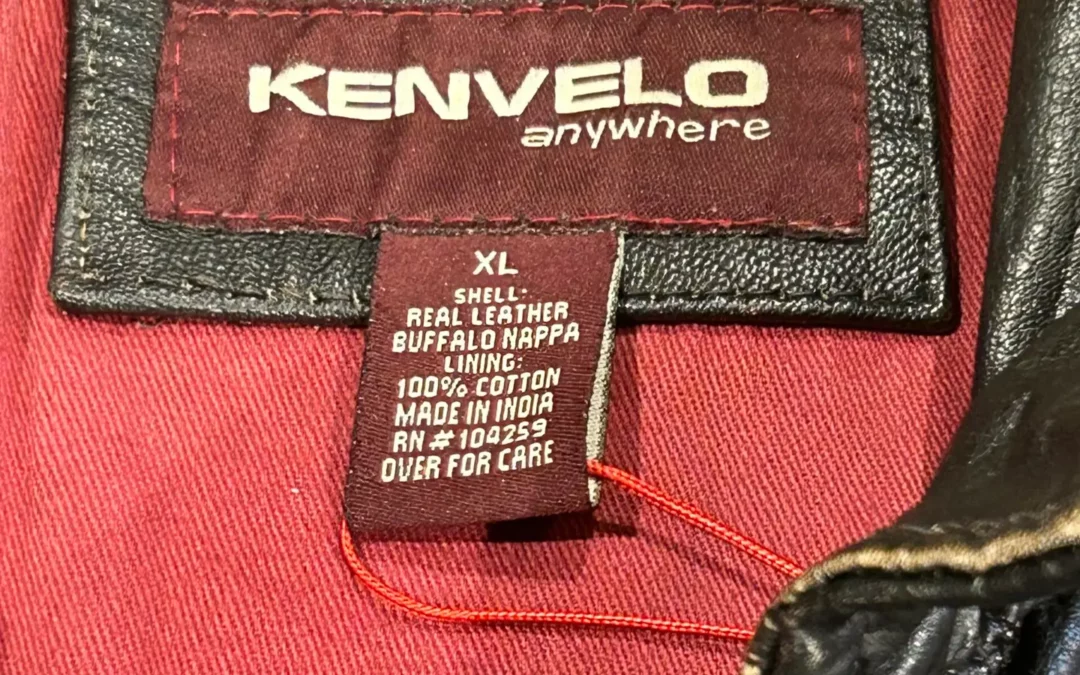 KENVELO
anywhere
XL
SHELL:
REAL LEATHER
BUFFALO NAPPA
LINING:
100% COTTON
MADE IN INDIA
RN # 104259
OVER FOR CARE